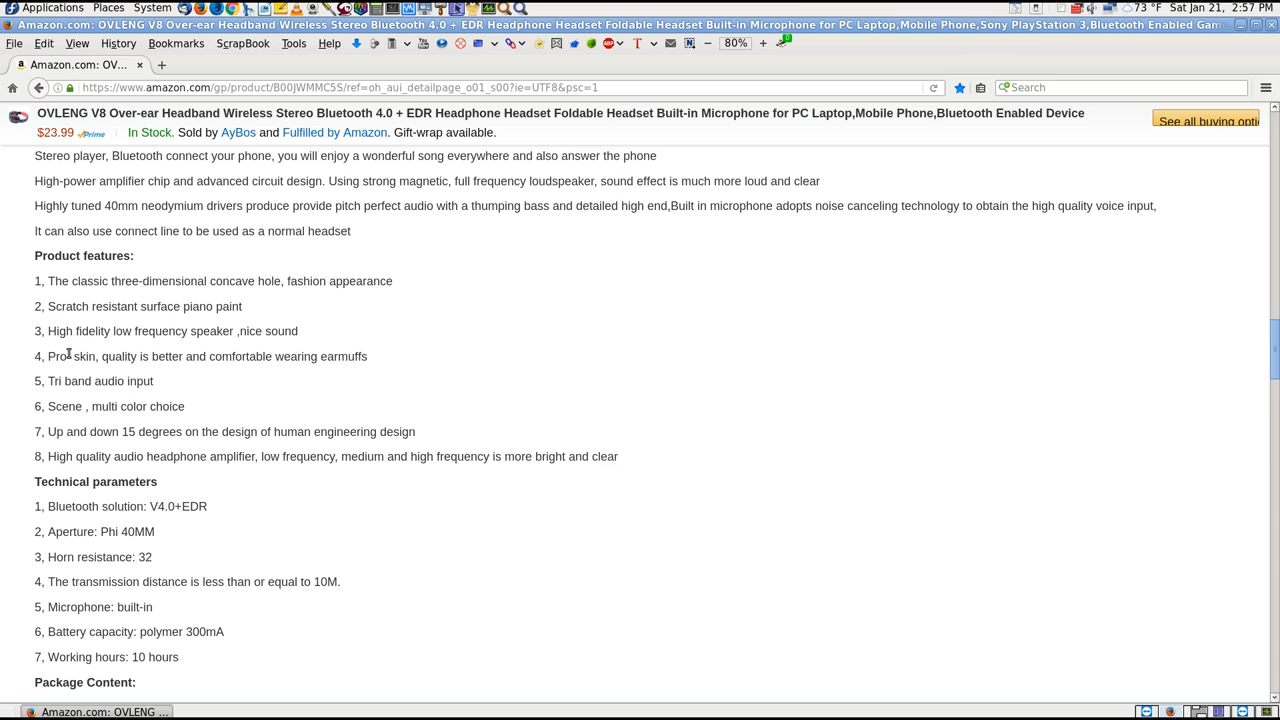 Applications Places System 73 °F Sat Jan 21, 2:57 PM
Amazon.com: OVLENG V8 Over-ear Headband Wireless Stereo Bluetooth 4.0 + EDR Headphone Headset Foldable Headset Built-in Microphone for PC Laptop,Mobile Phone,Sony PlayStation 3,Bluetooth Enabled Gam
File Edit View History Bookmarks ScrapBook Tools Help 80%
Amazon.com: OV...
https://www.amazon.com/gp/product/B00JWMMC5S/ref=oh_aui_detailpage_o01_s00?ie=UTF8&psc=1 Search
OVLENG V8 Over-ear Headband Wireless Stereo Bluetooth 4.0 + EDR Headphone Headset Foldable Headset Built-in Microphone for PC Laptop,Mobile Phone,Bluetooth Enabled Device
See all buying opti
$23.99 Prime In Stock. Sold by AyBos and Fulfilled by Amazon. Gift-wrap available.
Stereo player, Bluetooth connect your phone, you will enjoy a wonderful song everywhere and also answer the phone
High-power amplifier chip and advanced circuit design. Using strong magnetic, full frequency loudspeaker, sound effect is much more loud and clear
Highly tuned 40mm neodymium drivers produce provide pitch perfect audio with a thumping bass and detailed high end,Built in microphone adopts noise canceling technology to obtain the high quality voice input,
It can also use connect line to be used as a normal headset
Product features:
1, The classic three-dimensional concave hole, fashion appearance
2, Scratch resistant surface piano paint
3, High fidelity low frequency speaker ,nice sound
4, Pro skin, quality is better and comfortable wearing earmuffs
5, Tri band audio input
6, Scene , multi color choice
7, Up and down 15 degrees on the design of human engineering design
8, High quality audio headphone amplifier, low frequency, medium and high frequency is more bright and clear
Technical parameters
1, Bluetooth solution: V4.0+EDR
2, Aperture: Phi 40MM
3, Horn resistance: 32
4, The transmission distance is less than or equal to 10M.
5, Microphone: built-in
6, Battery capacity: polymer 300mA
7, Working hours: 10 hours
Package Content:
Amazon.com: OVLENG ...